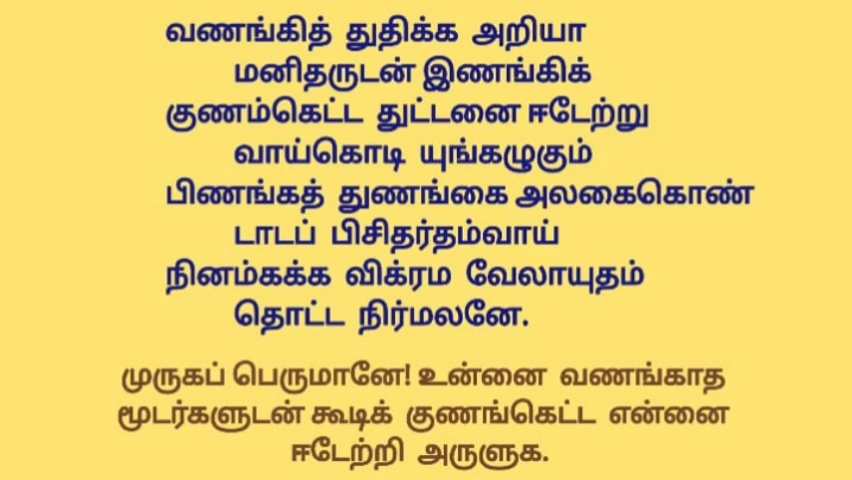 வணங்கித் துதிக்க அறியா
மனிதருடன் இணங்கிக்
குணம்கெட்ட துட்டனை ஈடேற்று
வாய்கொடி யுங்கழுகும்
பிணங்கத் துணங்கை அலகைகொண்
டாடப் பிசிதர்தம்வாய்
நினம்கக்க விக்ரம வேலாயுதம்
தொட்ட நிர்மலனே.
முருகப் பெருமானே! உன்னை வணங்காத
மூடர்களுடன் கூடிக் குணங்கெட்ட என்னை
ஈடேற்றி அருளுக.